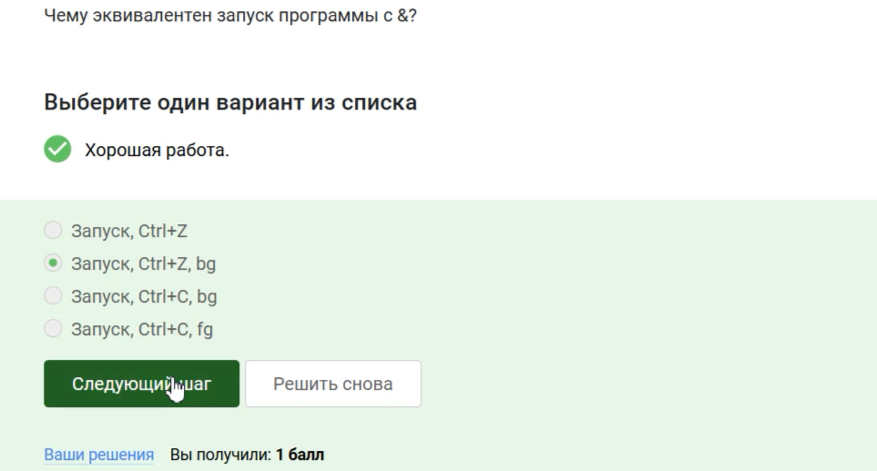 Чему эквивалентен запуск программы с &?
Выберите один вариант из списка
Хорошая работа.
Запуск, Ctrl+Z
Запуск, Ctrl+Z, bg
Запуск, Ctrl+C, bg
Запуск, Ctrl+C, fg
Следующий шаг
Решить снова
Ваши решения Вы получили: 1 балл